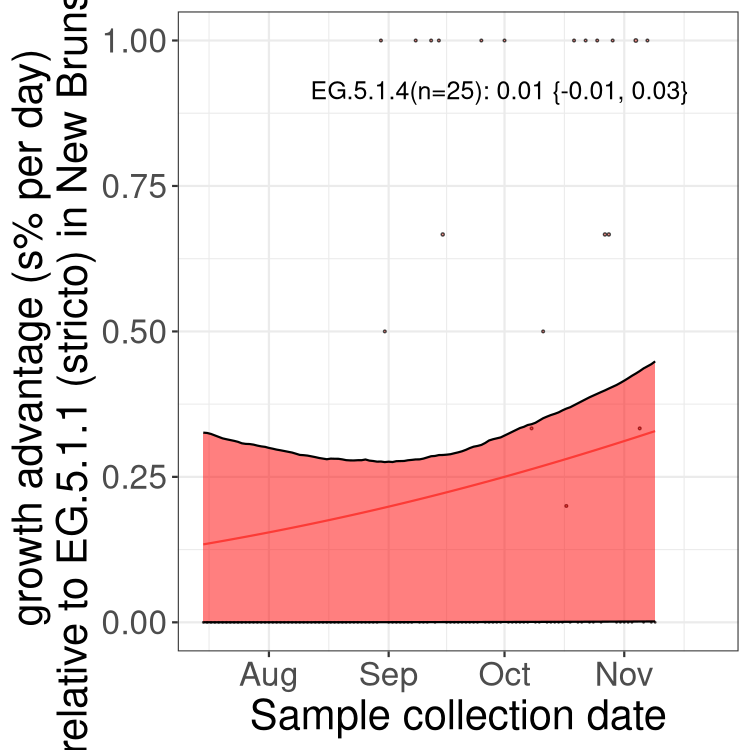 growth advantage (s% per day)
relative to EG.5.1.1 (stricto) in New Bruns
1.00
0.75
0.50
0.25
0.00
EG.5.1.4(n=25): 0.01 {-0.01, 0.03}
Aug Sep Oct Nov
Sample collection date